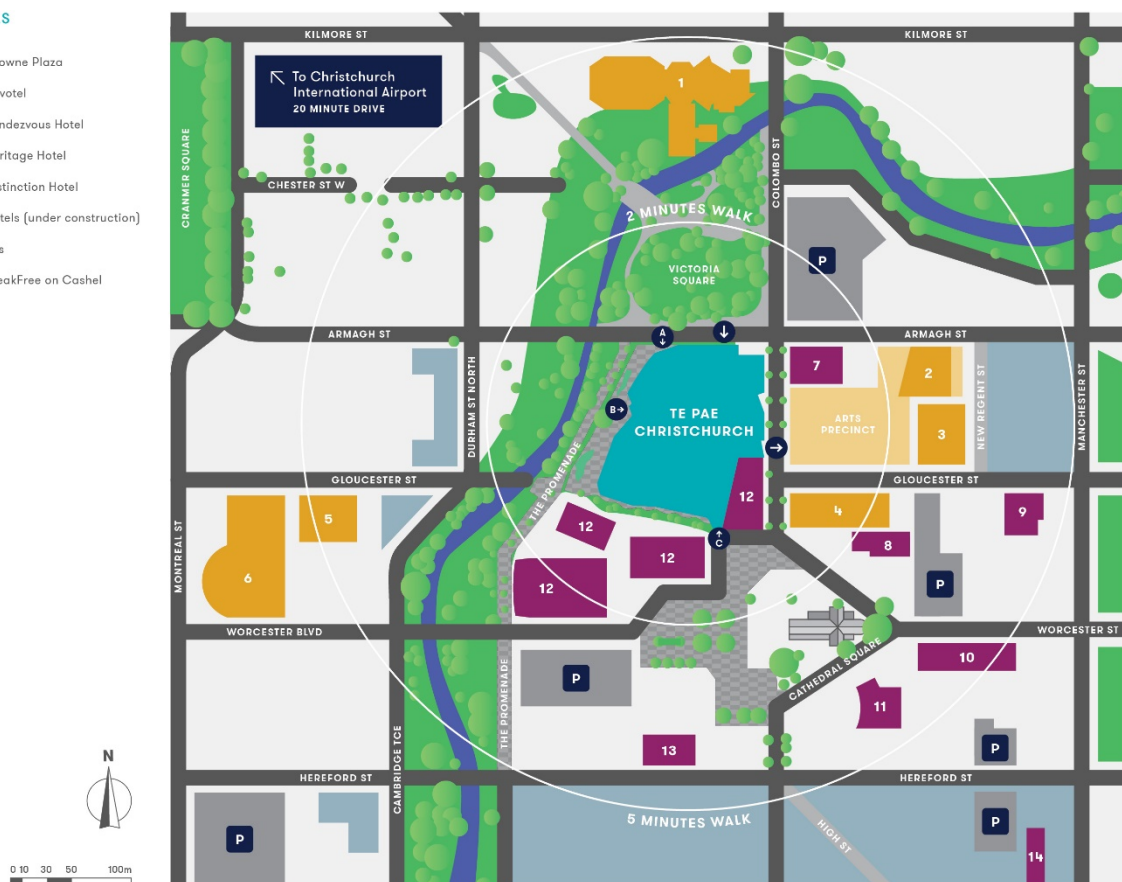 S
owne Plaza
votel
ndezvous Hotel
ritage Hotel
stinction Hotel
tels (under construction)
s
eakFree on Cashel
KILMORE ST
KILMORE ST
To Christchurch
International Airport
20 MINUTE DRIVE
1
CRANMER SQUARE
CHESTER ST W
COLOMBO ST
2 MINUTES WALK
P
VICTORIA
SQUARE
ARMAGH ST
A
ARMAGH ST
DURHAM ST NORTH
7
2
NEW REGENT ST
MANCHESTER ST
B
TE PAE
CHRISTCHURCH
ARTS
PRECINCT
3
THE PROMENADE
GLOUCESTER ST
GLOUCESTER ST
12
5
12
4
9
C
8
MONTREAL ST
6
12
12
P
WORCESTER BLVD
WORCESTER ST
CATHEDRAL SQUARE
10
P
THE PROMENADE
11
CAMBRIDGE TCE
13
P
N
HEREFORD ST
HEREFORD ST
5 MINUTES WALK
HIGH ST
P
P
14
0 10 30 50 100m